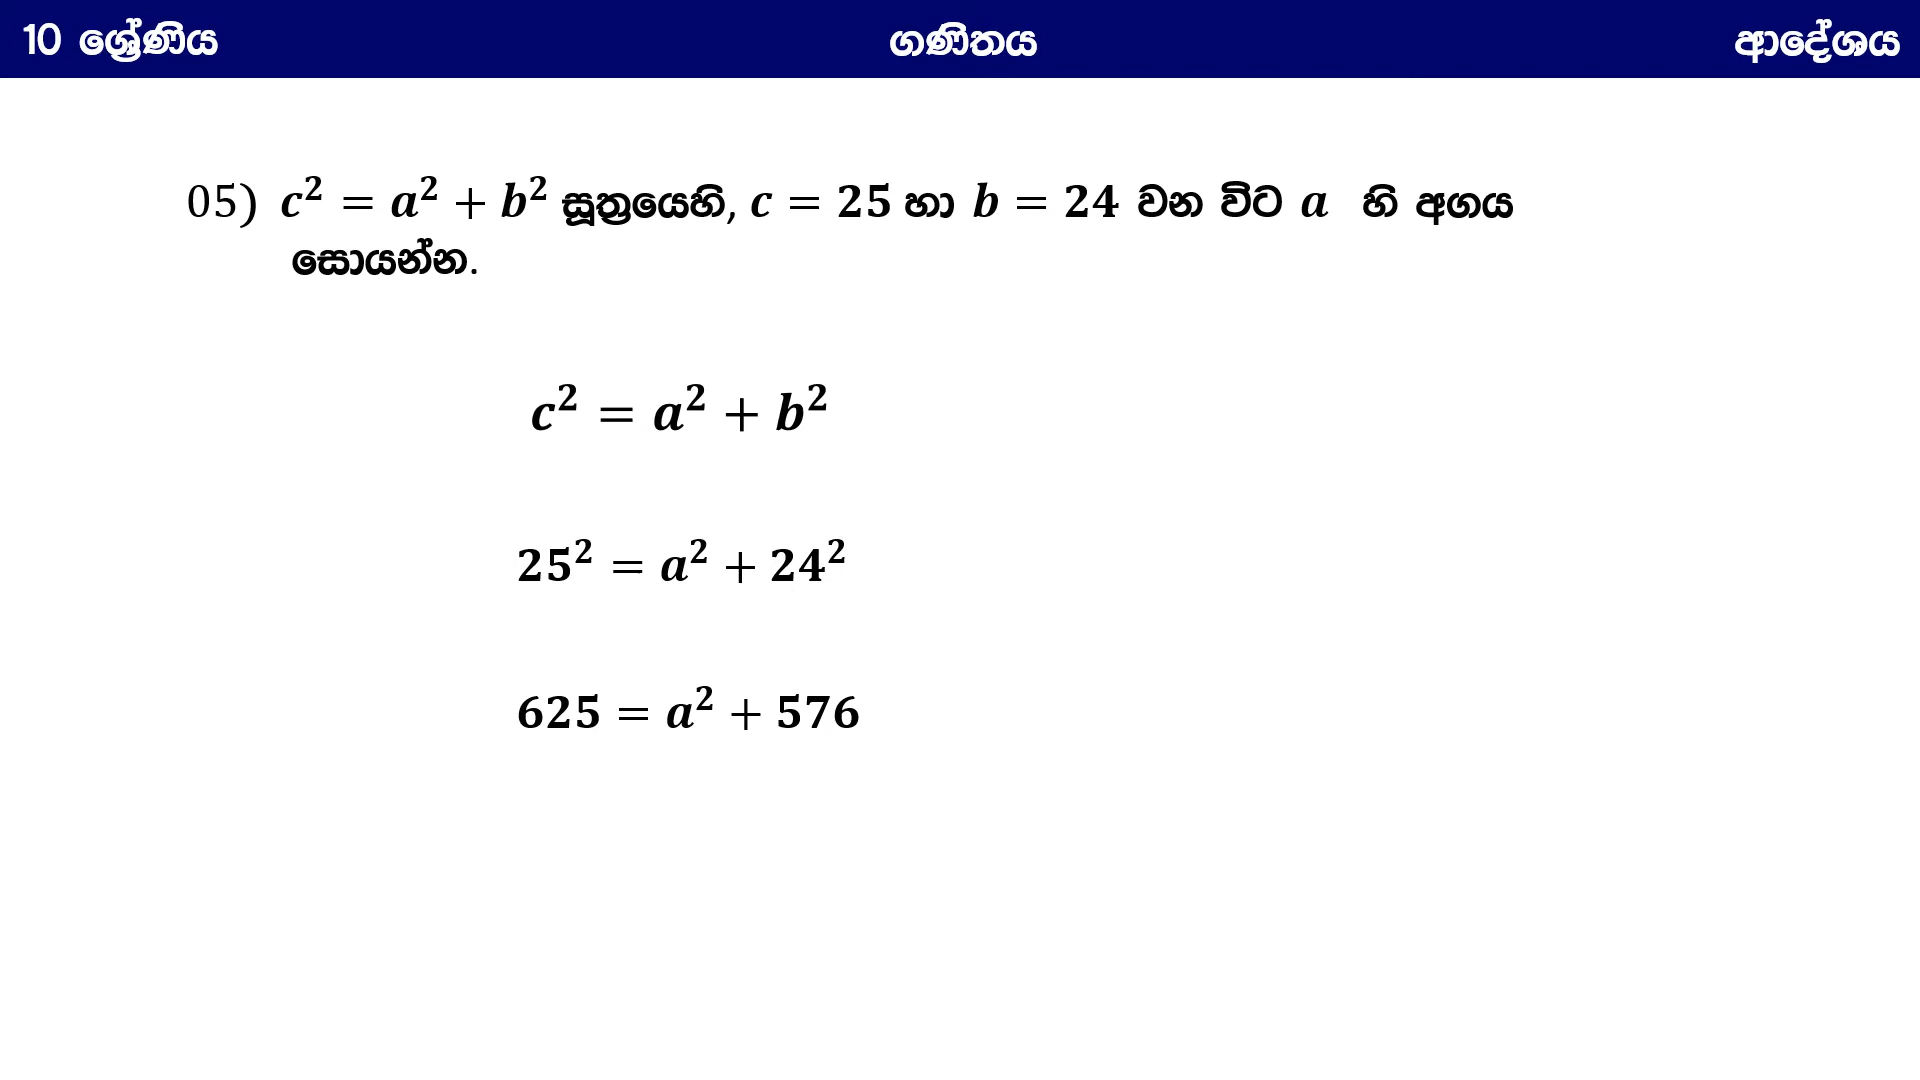 10 ශ්‍රේණිය
ගණිතය
ආදේශය
05) c² = a² + b² සූත්‍රයෙහි, c = 25 හා b = 24 වන විට a හි අගය
සොයන්න.
c² = a² + b²
25² = a² + 24²
625 = a² + 576